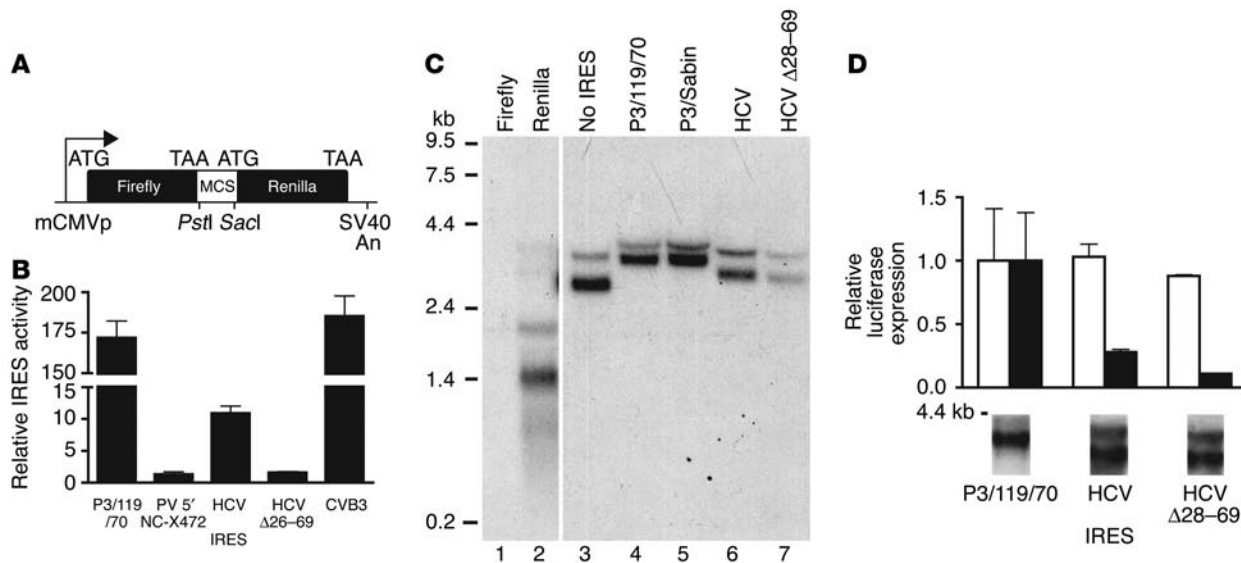 A
ATG TAA ATG TAA
Firefly MCS Renilla
mCMVp PstI SacI SV40
An
B
Relative IRES activity
200
175
150
15
10
5
0
P3/119
/70
PV 5′
NC-X472
HCV
HCV
Δ26–69
CVB3
IRES
C
Firefly
Renilla
No IRES
P3/119/70
P3/Sabin
HCV
HCV Δ28–69
kb
9.5
7.5
4.4
2.4
1.4
0.2
1 2 3 4 5 6 7
D
Relative
luciferase
expression
1.5
1.0
0.5
0.0
4.4 kb
P3/119/70 HCV HCV
Δ28–69
IRES